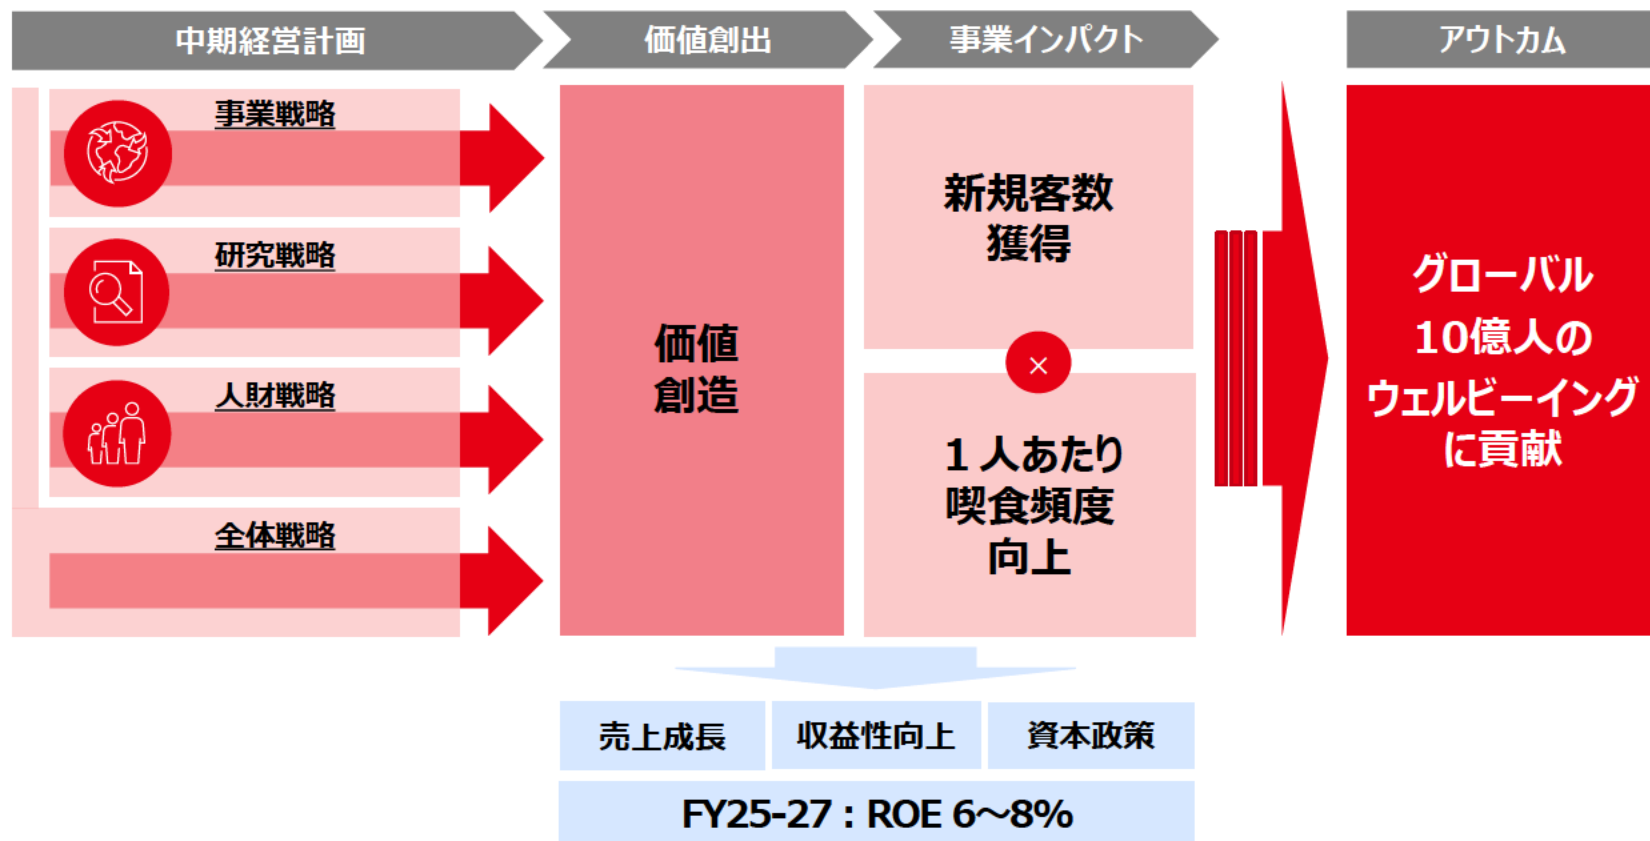 中期経営計画
価値創出
事業インパクト
アウトカム
事業戦略
研究戦略
人財戦略
全体戦略
価値
創造
新規客数
獲得
×
1 人あたり
喫食頻度
向上
グローバル
10億人の
ウェルビーイング
に貢献
売上成長
収益性向上
資本政策
FY25-27 : ROE 6～8%